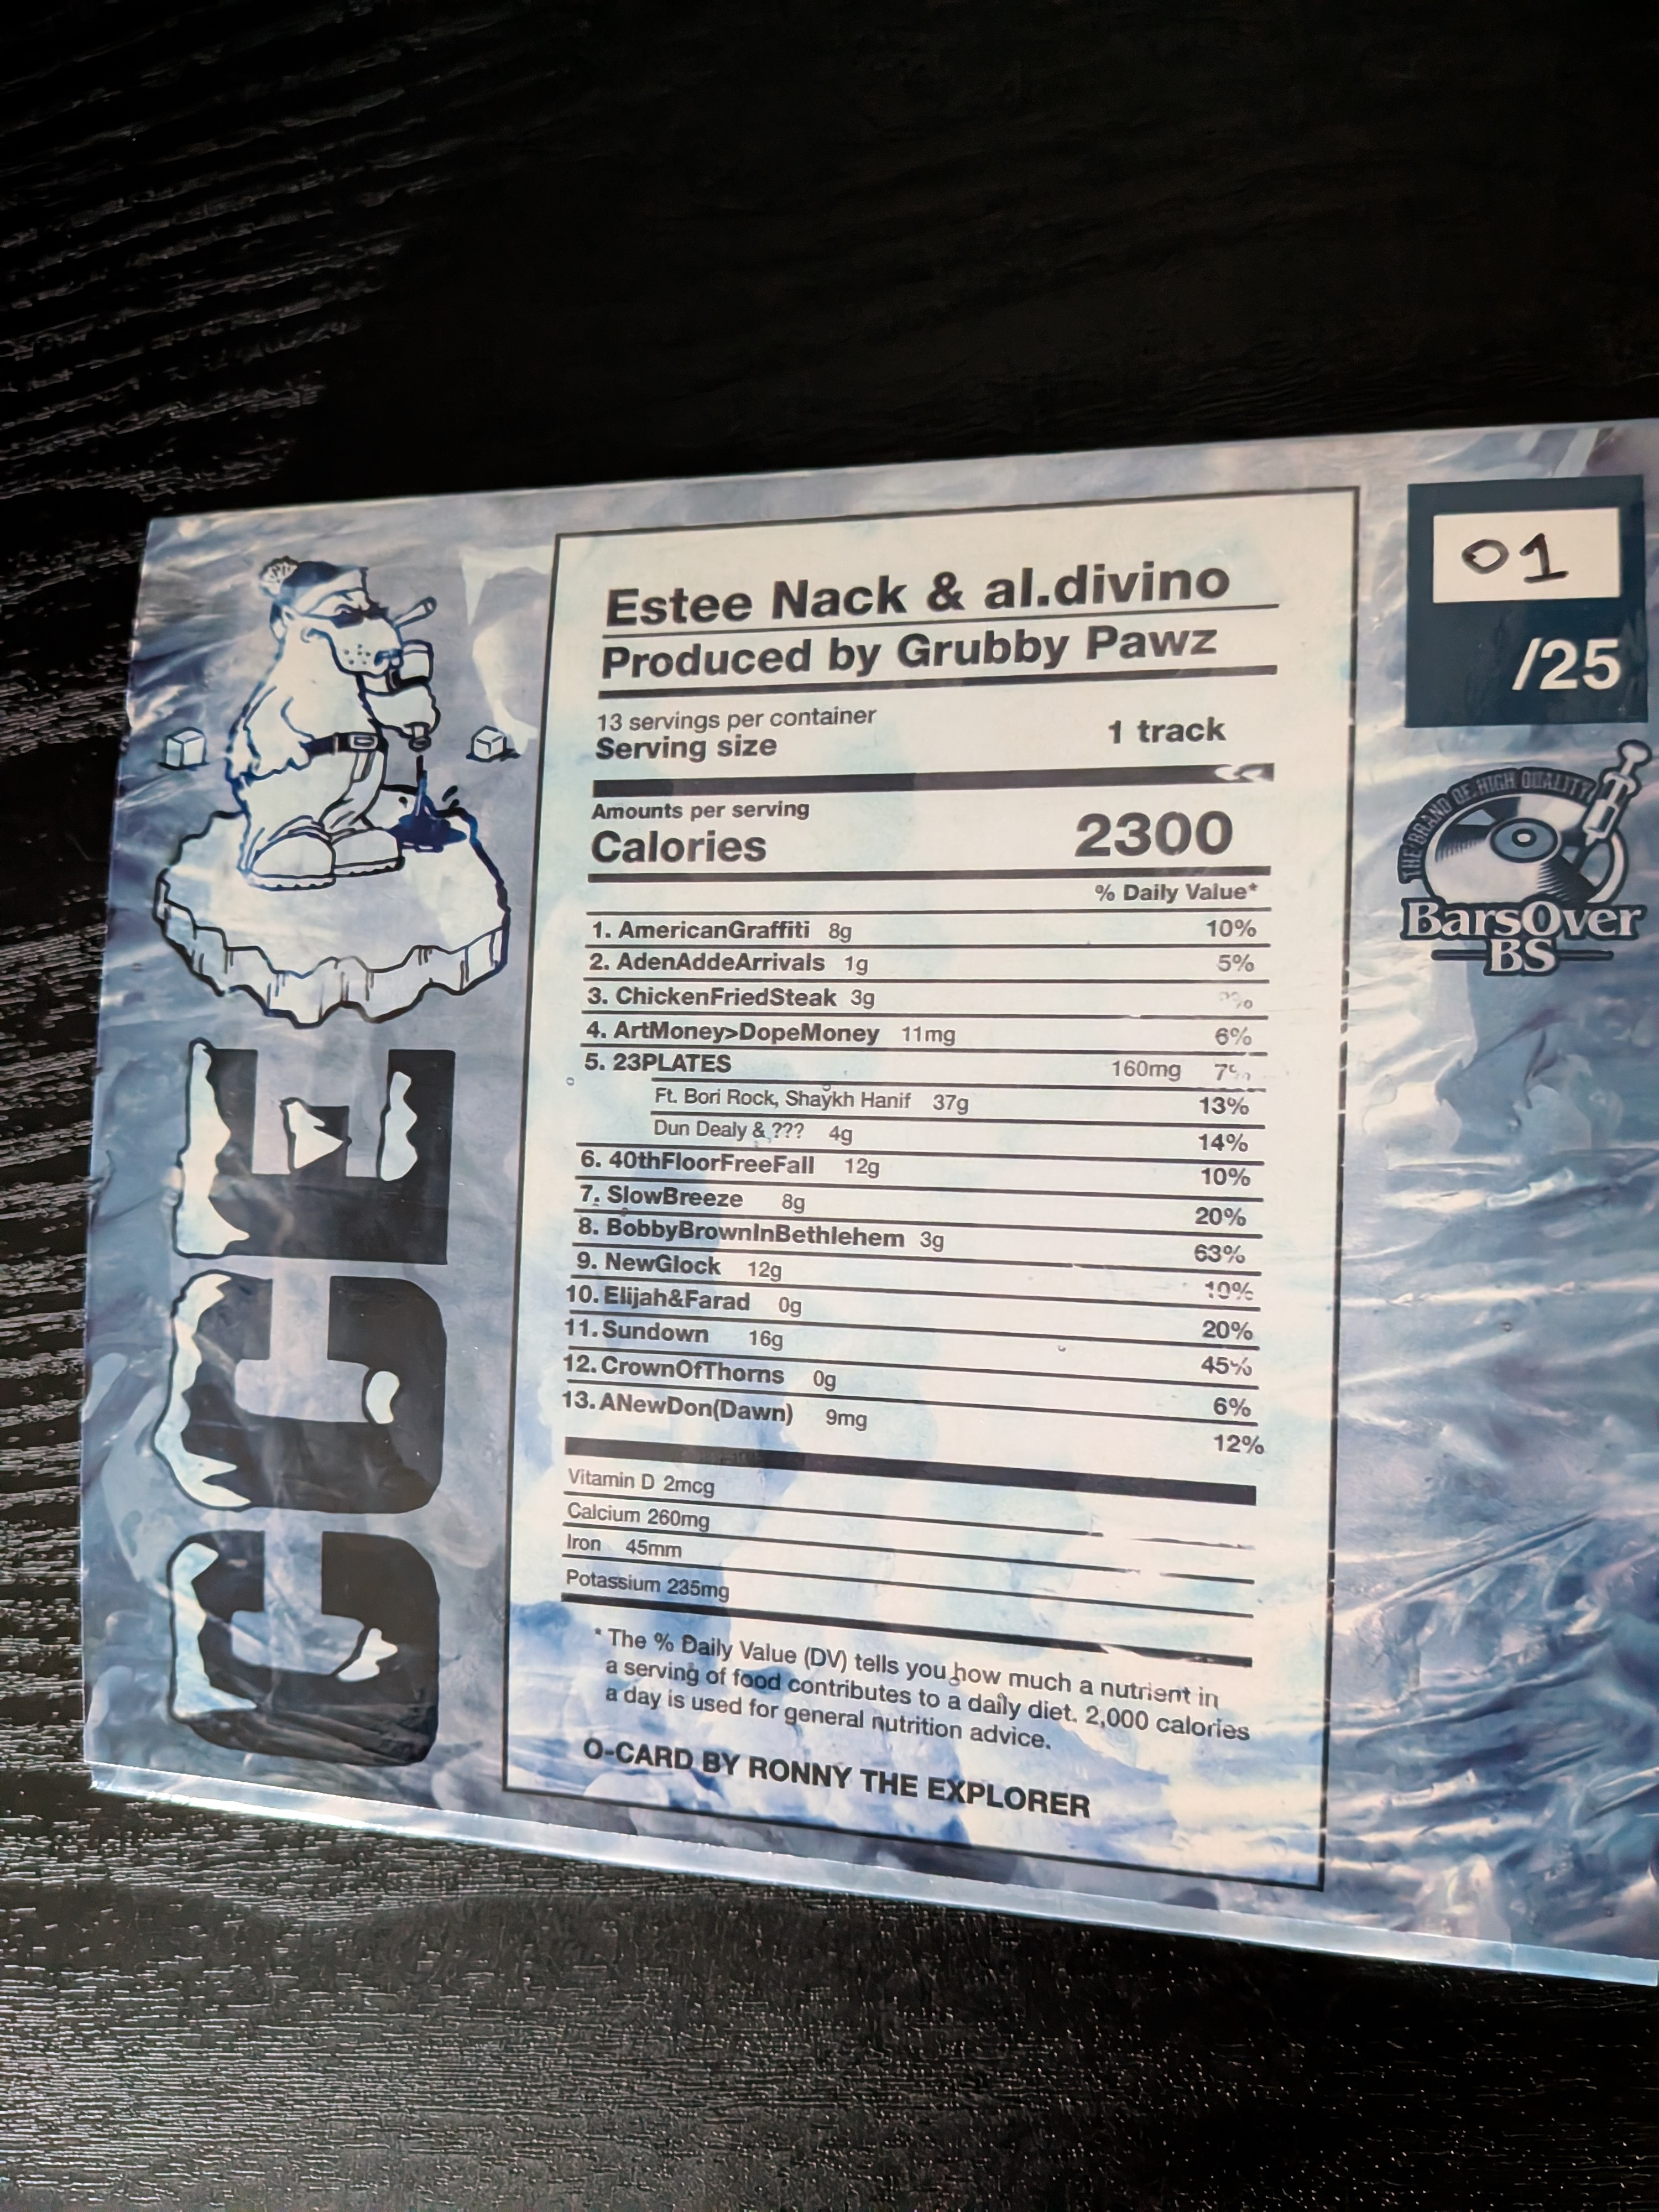 Estee Nack & al.divino
Produced by Grubby Pawz
13 servings per container
Serving size 1 track
Amounts per serving
Calories 2300
% Daily Value*
1. AmericanGraffiti 8g 10%
2. AdenAddeArrivals 1g 5%
3. ChickenFriedSteak 3g
4. ArtMoney>DopeMoney 11mg 6%
5. 23PLATES 160mg 7%
Ft. Bori Rock, Shaykh Hanif 37g 13%
Dun Dealy & ??? 4g 14%
6. 40thFloorFreeFall 12g 10%
7. SlowBreeze 8g 20%
8. BobbyBrownInBethlehem 3g 63%
9. NewGlock 12g 10%
10. Elijah&Farad 0g 20%
11. Sundown 16g 45%
12. CrownOfThorns 0g 6%
13. ANewDon(Dawn) 9mg 12%
Vitamin D 2mcg
Calcium 260mg
Iron 45mm
Potassium 235mg
* The % Daily Value (DV) tells you how much a nutrient in
a serving of food contributes to a daily diet. 2,000 calories
a day is used for general nutrition advice.
O-CARD BY RONNY THE EXPLORER
01
/25
THE BRAND OF HIGH QUALITY
BarsOver
BS